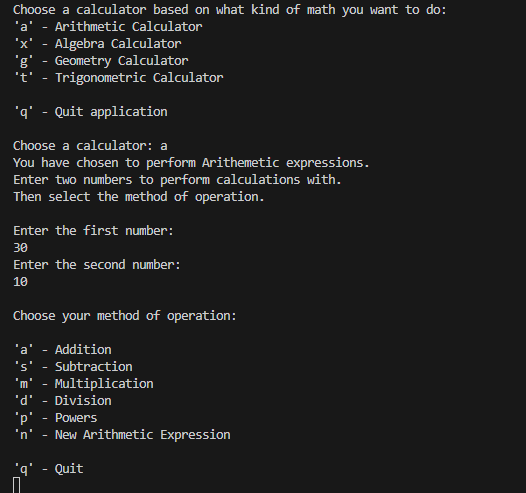 Choose a calculator based on what kind of math you want to do:
'a' - Arithmetic Calculator
'x' - Algebra Calculator
'g' - Geometry Calculator
't' - Trigonometric Calculator
'q' - Quit application
Choose a calculator: a
You have chosen to perform Arithemetic expressions.
Enter two numbers to perform calculations with.
Then select the method of operation.
Enter the first number:
30
Enter the second number:
10
Choose your method of operation:
'a' - Addition
's' - Subtraction
'm' - Multiplication
'd' - Division
'p' - Powers
'n' - New Arithmetic Expression
'q' - Quit